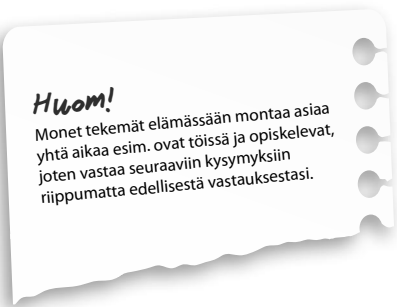 Huom!
Monet tekemät elämässään montaa asiaa
yhtä aikaa esim. ovat töissä ja opiskelevat,
joten vastaa seuraaviin kysymyksiin
riippumatta edellisestä vastauksestasi.